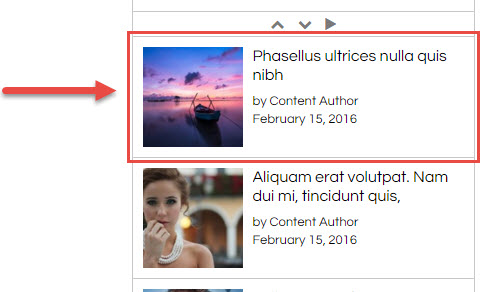 Phasellus ultrices nulla quis
nibh
by Content Author
February 15, 2016
Aliquam erat volutpat. Nam
dui mi, tincidunt quis,
by Content Author
February 15, 2016